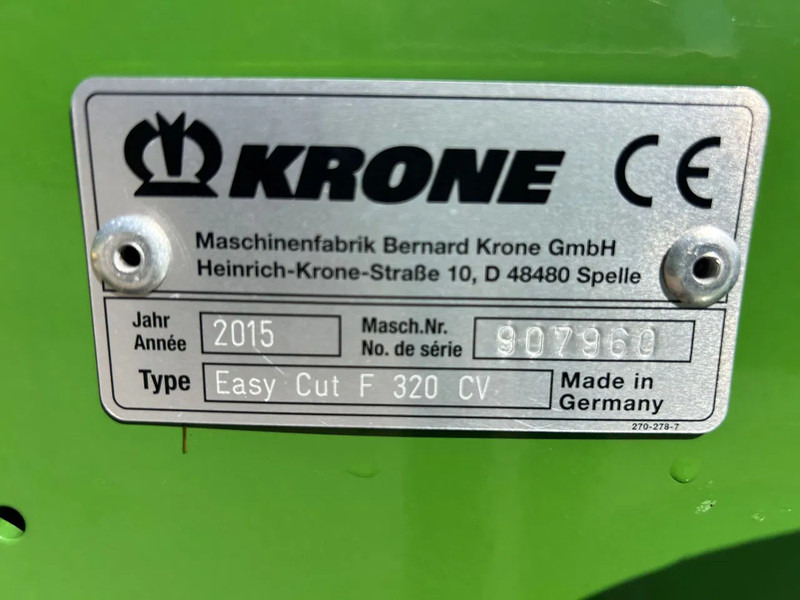 KRONE CE
Maschinenfabrik Bernard Krone GmbH
Heinrich-Krone-Straße 10, D 48480 Spelle
Jahr
Année 2015
Masch.Nr.
No. de série 907960
Type Easy Cut F 320 CV
Made in
Germany
270-278-7